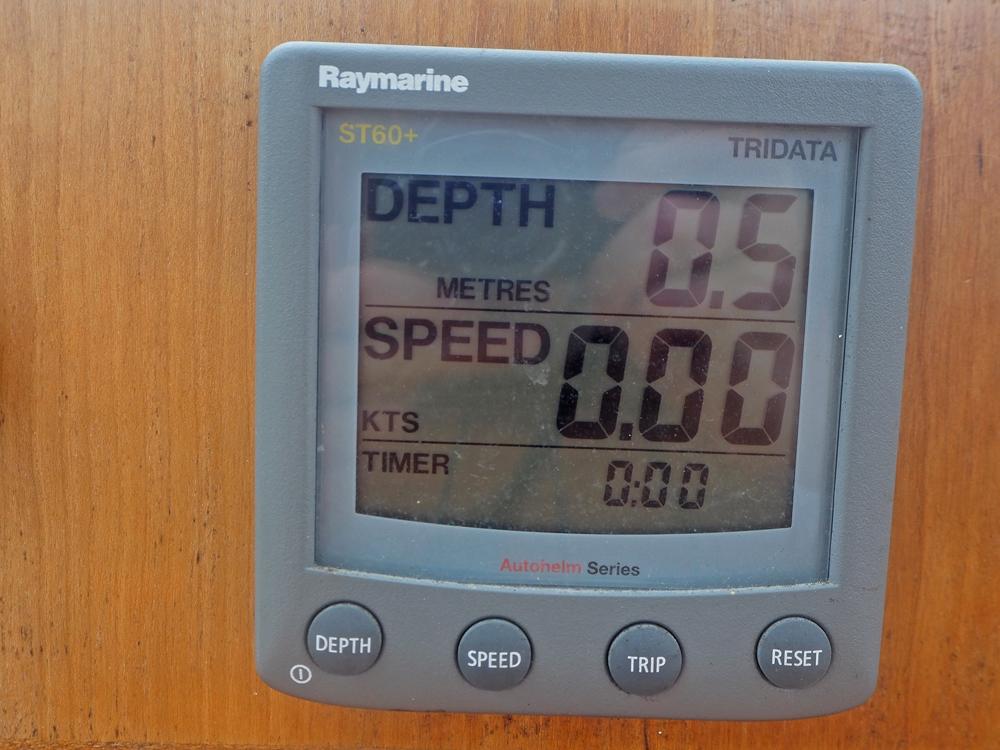 Raymarine
ST60+ TRIDATA
DEPTH 0.5
METRES
SPEED 0.00
KTS
TIMER 0:00
Autohelm Series
DEPTH SPEED TRIP RESET